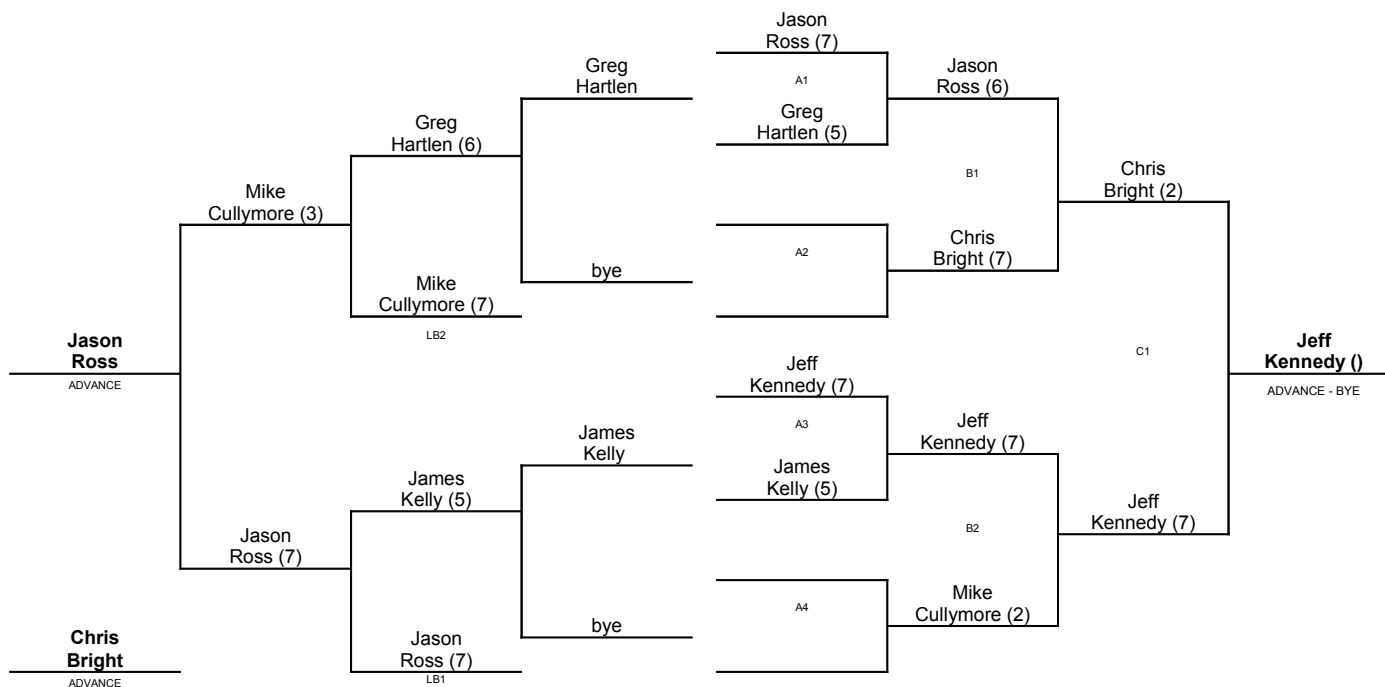 Jason
Ross (7)
A1
Greg
Hartlen
Jason
Ross (6)
Greg
Hartlen (5)
Greg
Hartlen (6)
B1
Chris
Bright (2)
Mike
Cullymore (3)
A2
Chris
Bright (7)
bye
Mike
Cullymore (7)
LB2
Jason
Ross
ADVANCE
C1
Jeff
Kennedy ()
ADVANCE - BYE
Jeff
Kennedy (7)
A3
Jeff
Kennedy (7)
James
Kelly
James
Kelly (5)
James
Kelly (5)
Jeff
Kennedy (7)
B2
Jason
Ross (7)
A4
Mike
Cullymore (2)
bye
Jason
Ross (7)
LB1
Chris
Bright
ADVANCE